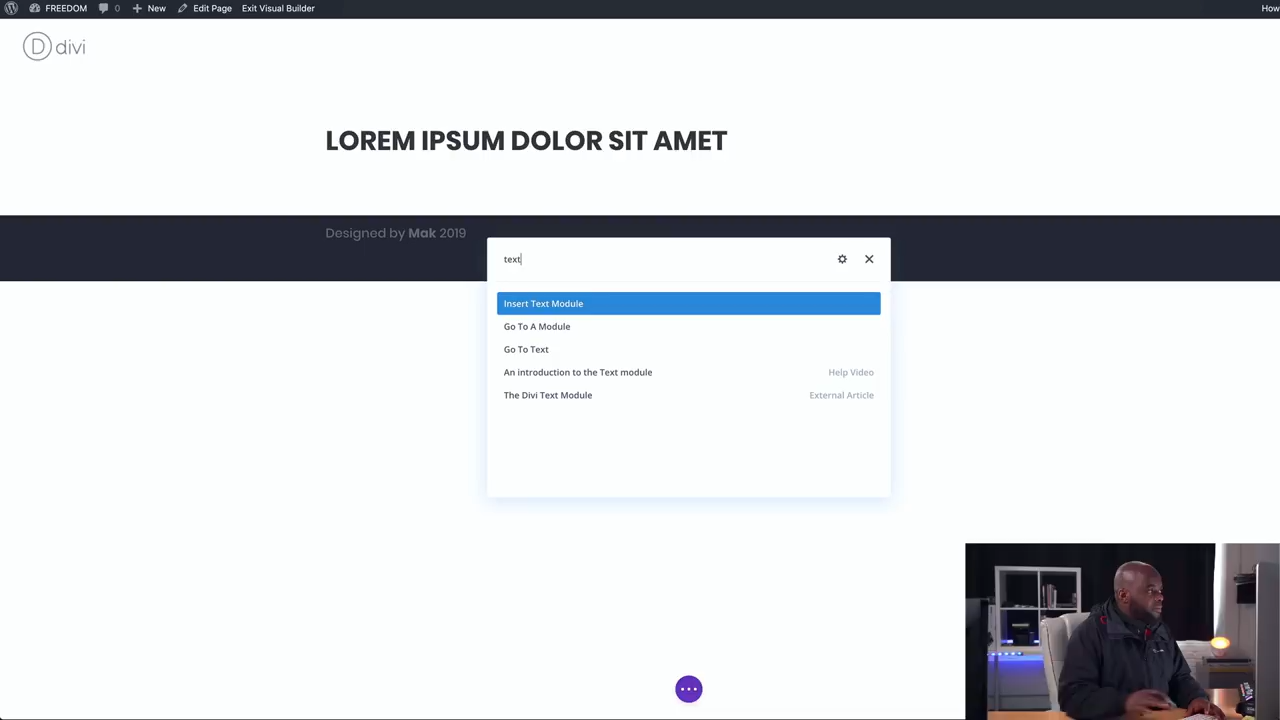 FREEDOM 0 New Edit Page Exit Visual Builder How
D divi
LOREM IPSUM DOLOR SIT AMET
Designed by Mak 2019
text
Insert Text Module
Go To A Module
Go To Text
An introduction to the Text module Help Video
The Divi Text Module External Article